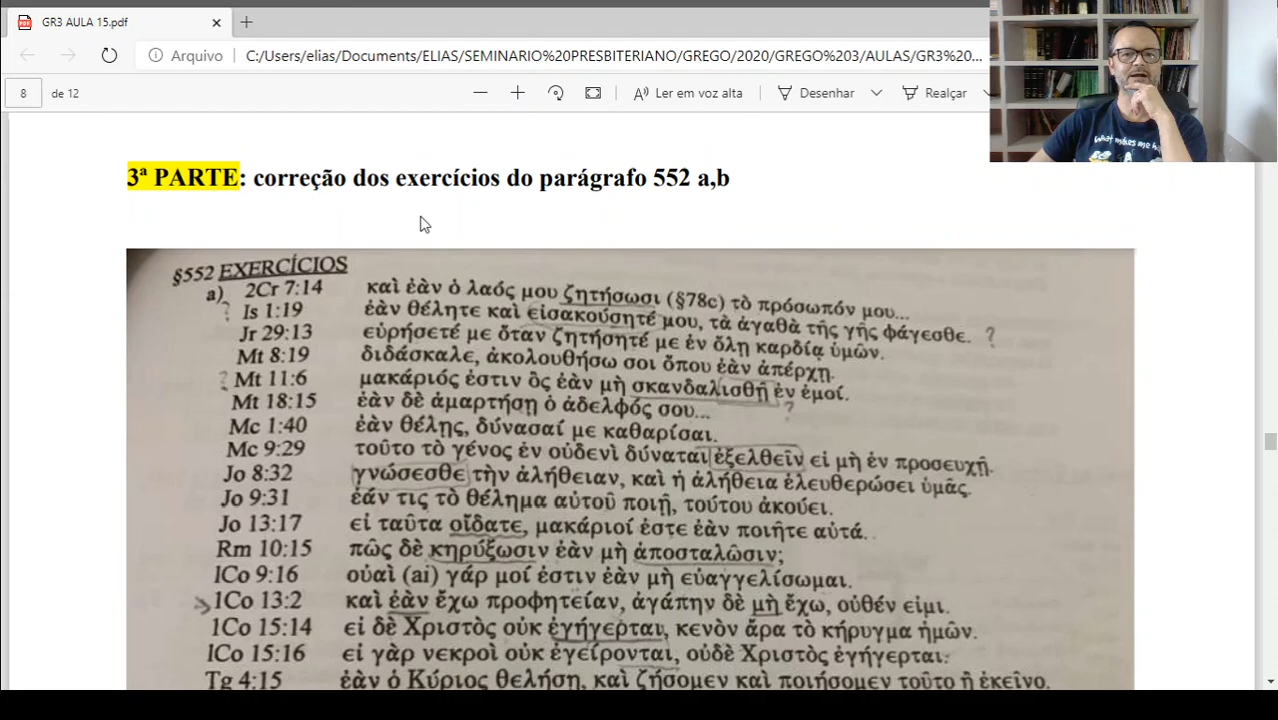 GR3 AULA 15.pdf
Arquivo C:/Users/elias/Documents/ELIAS/SEMINARIO%20PRESBITERIANO/GREGO/2020/GREGO%203/AULAS/GR3%20...
8 de 12 Ler em voz alta Desenhar Realçar
What makes me
3ª PARTE: correção dos exercícios do parágrafo 552 a,b
§552 EXERCÍCIOS
a) 2Cr 7:14 καὶ ἐὰν ὁ λαός μου ζητήσωσι (§78c) τὸ πρόσωπόν μου...
? Is 1:19 ἐὰν θέλητε καὶ εἰσακούσητέ μου, τὰ ἀγαθὰ τῆς γῆς φάγεσθε. ?
Jr 29:13 εὑρήσετέ με ὅταν ζητήσητέ με ἐν ὅλῃ καρδίᾳ ὑμῶν.
Mt 8:19 διδάσκαλε, ἀκολουθήσω σοι ὅπου ἐὰν ἀπέρχῃ.
? Mt 11:6 μακάριός ἐστιν ὃς ἐὰν μὴ σκανδαλισθῇ ἐν ἐμοί.
Mt 18:15 ἐὰν δὲ ἁμαρτήσῃ ὁ ἀδελφός σου... ?
Mc 1:40 ἐὰν θέλῃς, δύνασαί με καθαρίσαι.
Mc 9:29 τοῦτο τὸ γένος ἐν οὐδενὶ δύναται ἐξελθεῖν εἰ μὴ ἐν προσευχῇ.
Jo 8:32 γνώσεσθε τὴν ἀλήθειαν, καὶ ἡ ἀλήθεια ἐλευθερώσει ὑμᾶς.
Jo 9:31 ἐάν τις τὸ θέλημα αὐτοῦ ποιῇ, τούτου ἀκούει.
Jo 13:17 εἰ ταῦτα οἴδατε, μακάριοί ἐστε ἐὰν ποιῆτε αὐτά.
Rm 10:15 πῶς δὲ κηρύξωσιν ἐὰν μὴ ἀποσταλῶσιν;
lCo 9:16 οὐαὶ (ai) γάρ μοί ἐστιν ἐὰν μὴ εὐαγγελίσωμαι.
1Co 13:2 καὶ ἐὰν ἔχω προφητείαν, ἀγάπην δὲ μὴ ἔχω, οὐθέν εἰμι.
1Co 15:14 εἰ δὲ Χριστὸς οὐκ ἐγήγερται, κενὸν ἄρα τὸ κήρυγμα ἡμῶν.
lCo 15:16 εἰ γὰρ νεκροὶ οὐκ ἐγείρονται, οὐδὲ Χριστὸς ἐγήγερται.
Tg 4:15 ἐὰν ὁ Κύριος θελήσῃ, καὶ ζήσομεν καὶ ποιήσομεν τοῦτο ἢ ἐκεῖνο.